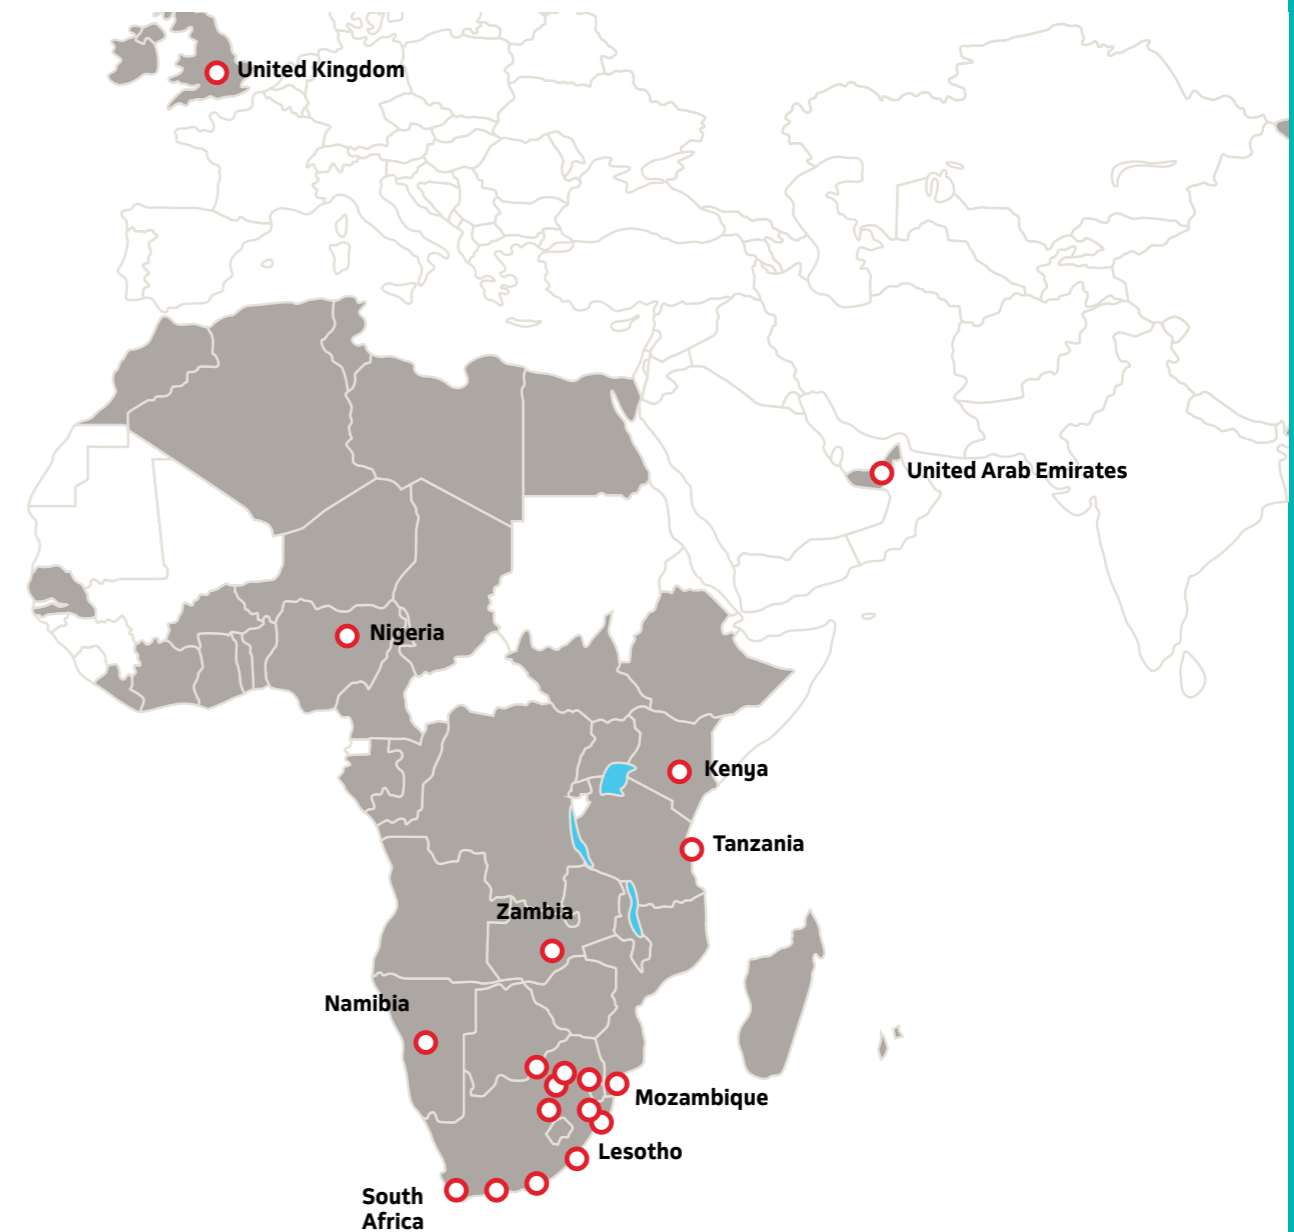 United Kingdom
United Arab Emirates
Nigeria
Kenya
Tanzania
Zambia
Namibia
Mozambique
Lesotho
South
Africa